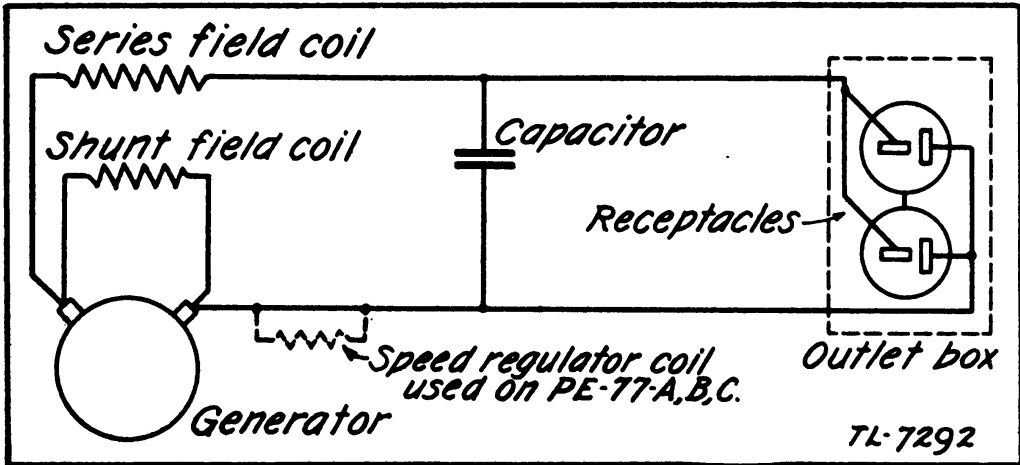 Series field coil
Shunt field coil
Capacitor
Receptacles
Speed regulator coil
used on PE-77-A,B,C.
Outlet box
Generator
TL-7292